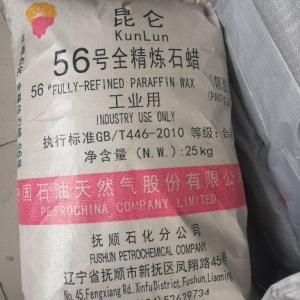 昆仑
KunLun
56号全精炼石蜡
56#FULLY-REFINED PARAFFIN WAX
工业用
INDUSTRY USE ONLY
执行标准GB/T446-2010 等级:合
净含量(N.W.):25kg
中国石油天然气股份有限公司
PETROCHINA COMPANY LIMITED
抚顺石化分公司
FUSHUN PETROCHEMICAL COMPANY
辽宁省抚顺市新抚区凤翔路45号
No.45,Fengxiang Rd.,Xinfu District,Fushun,Liaoning